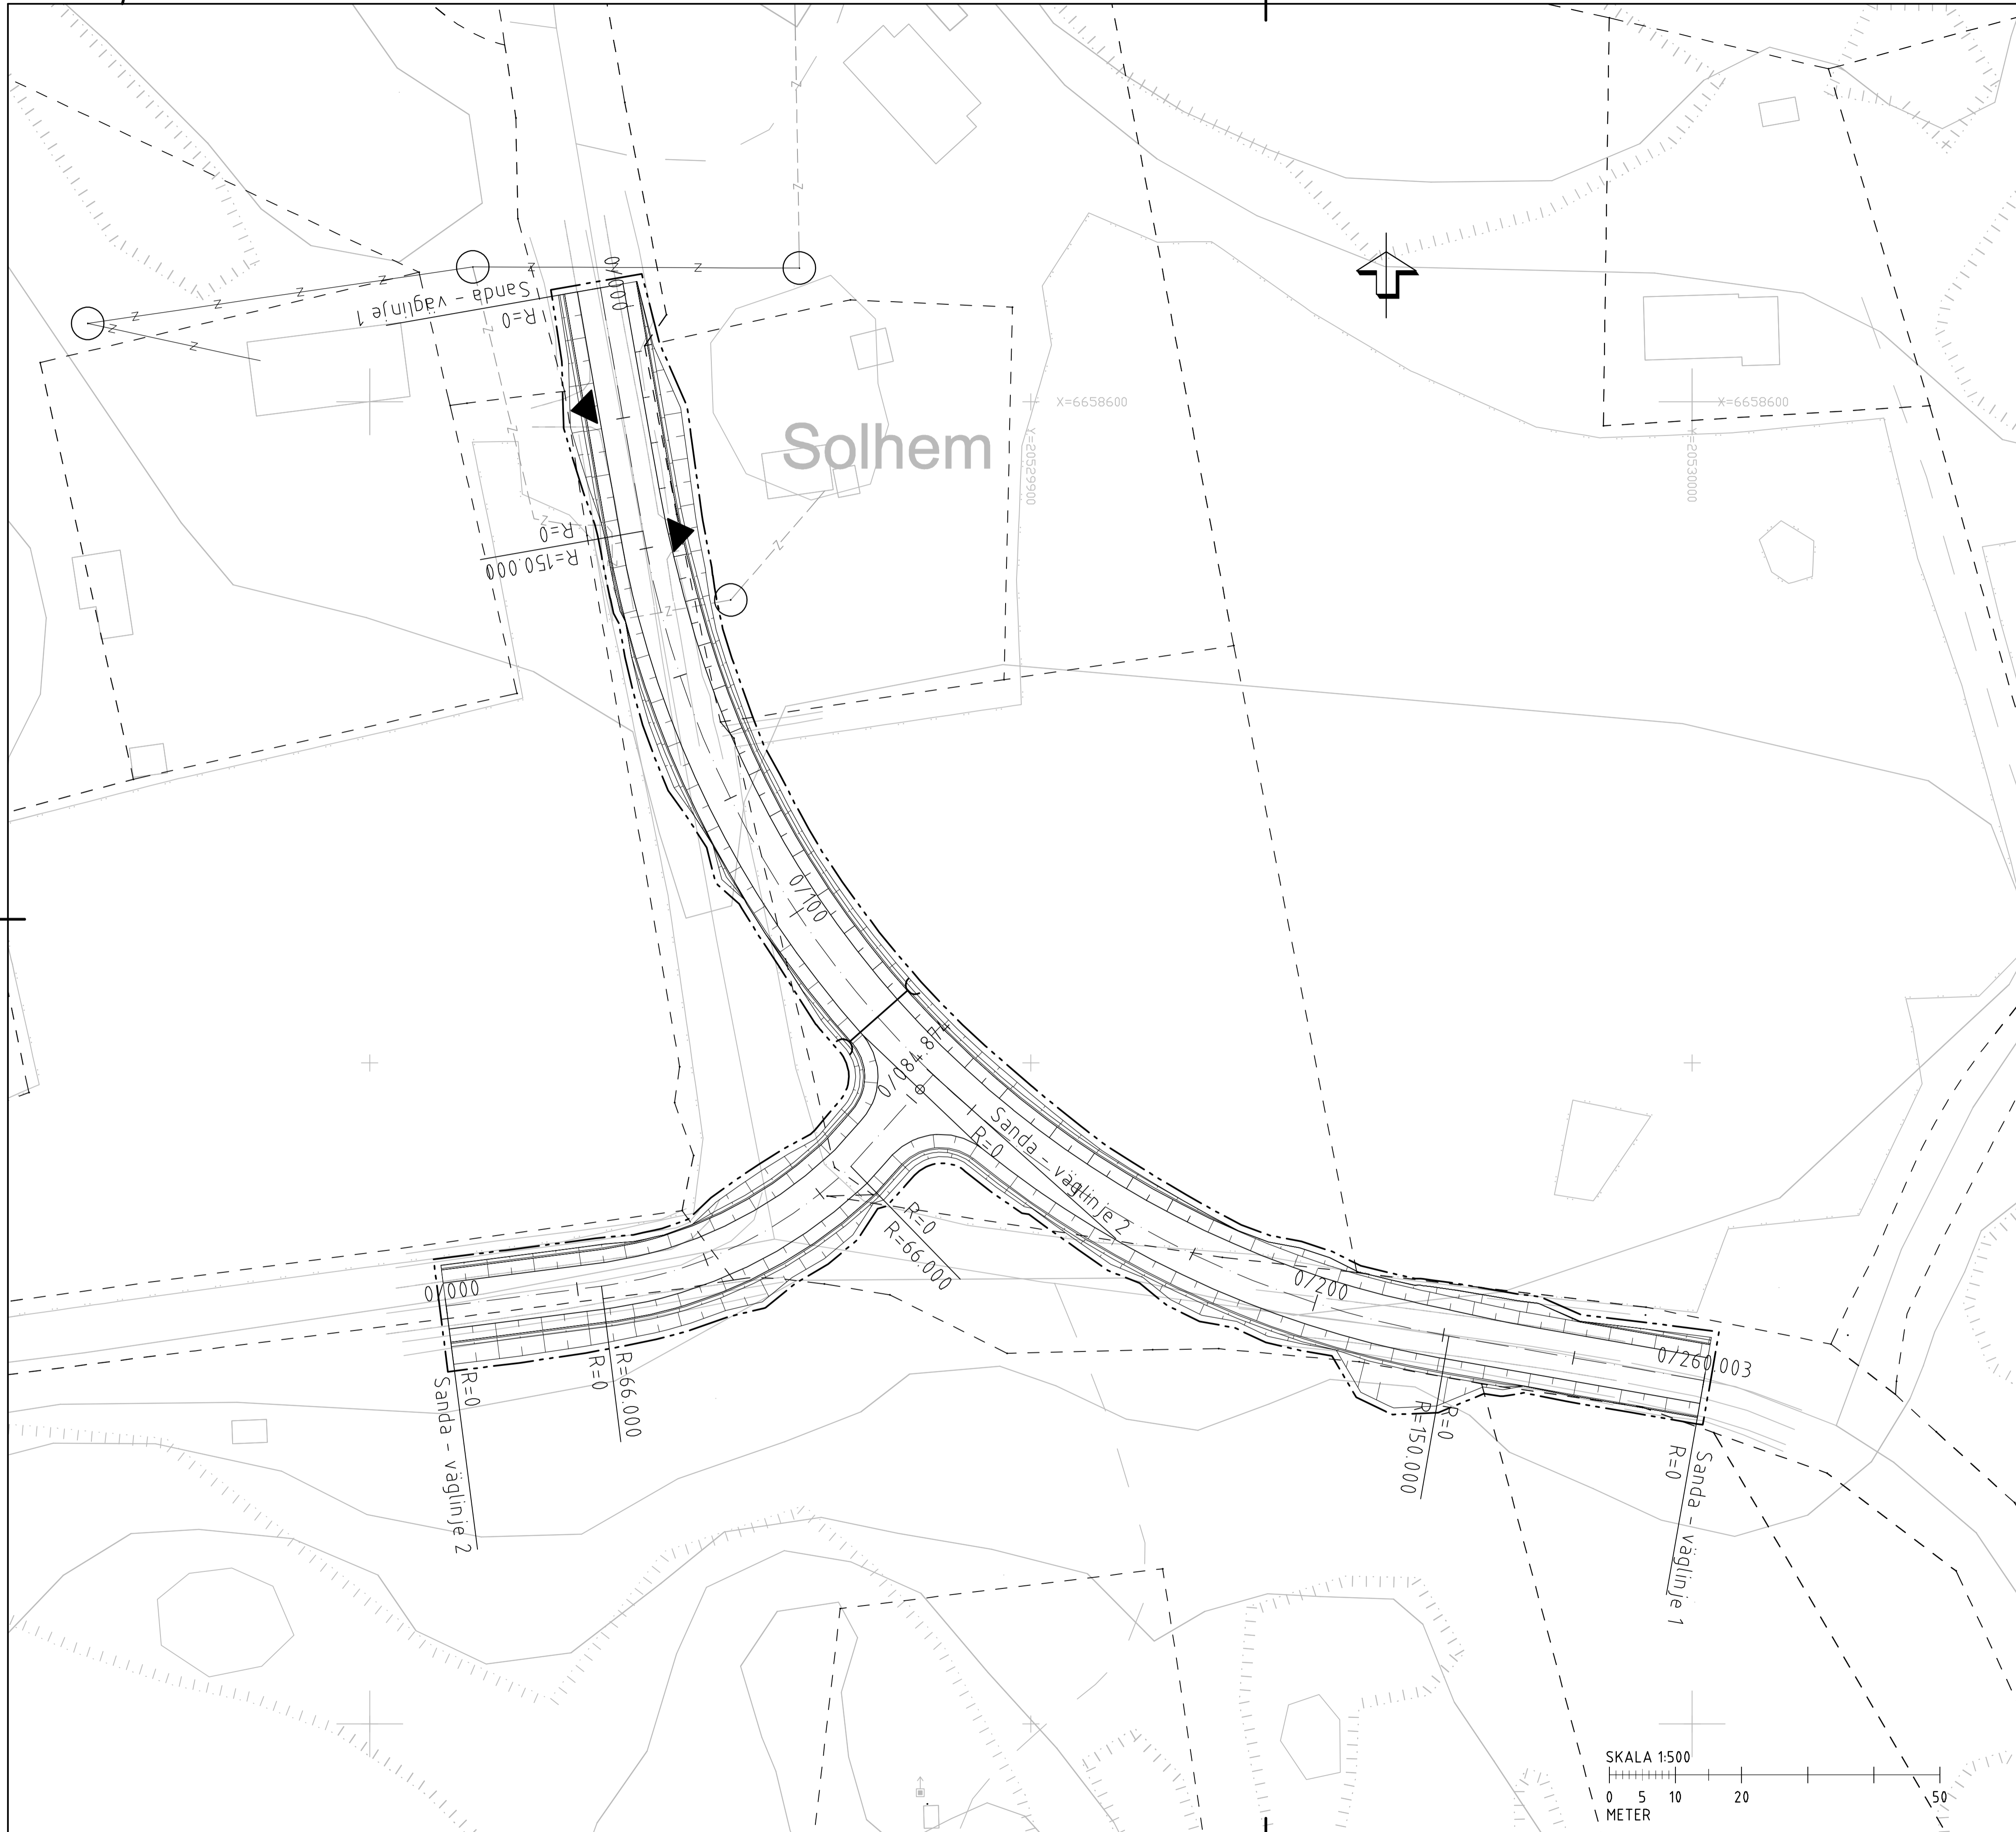 Sanda - väglinje 1
R=0
0/000
X=6658600
X=6658600
Solhem
Y=20529900
Y=20530000
R=0
R=150.000
0/100
0/087.84
Sanda - väglinje 2
R=0
R=0
R=66.000
0/000
0/200
0/260.003
R=0
R=66.000
R=0
Sanda - väglinje 2
R=0
R=150.000
R=0
Sanda - väglinje 1
SKALA 1:500
0 5 10 20 50
METER